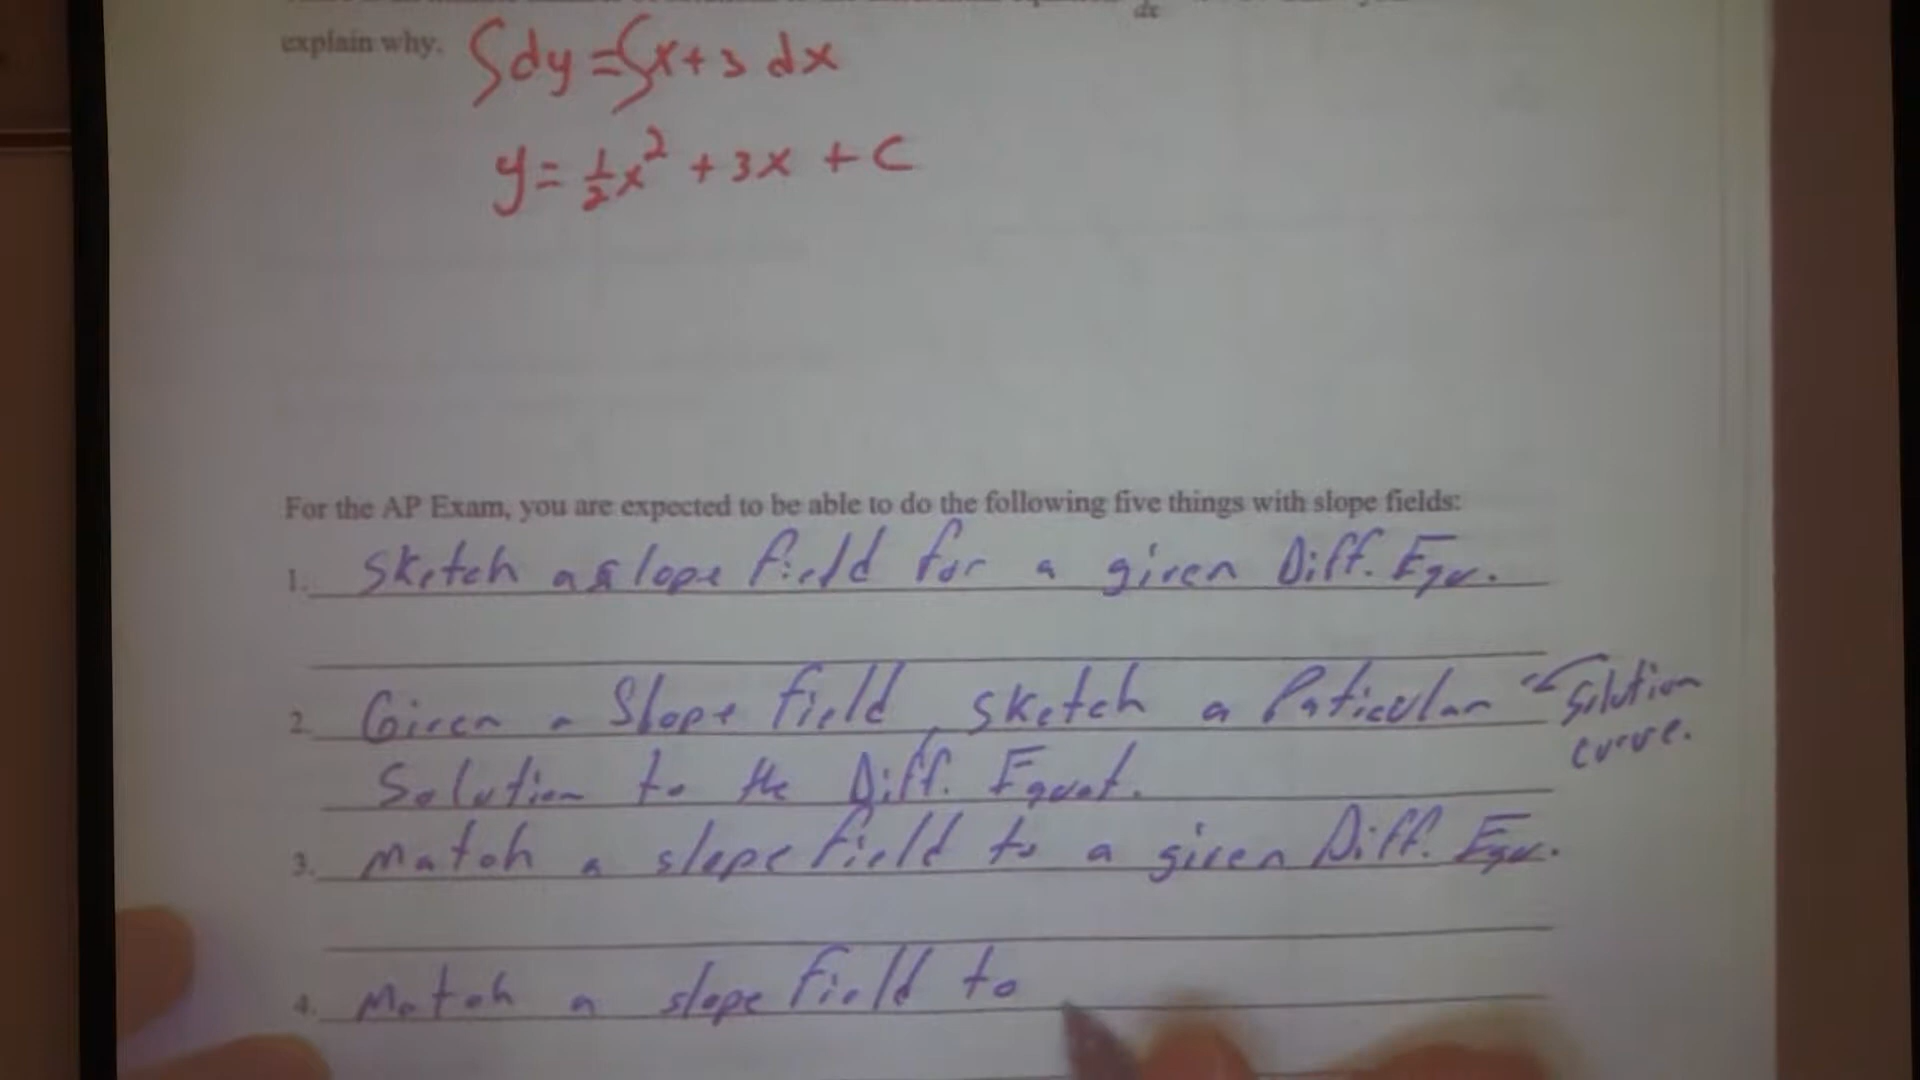 dx
explain why. ∫dy=∫x+3 dx
y=½x²+3x+C
For the AP Exam, you are expected to be able to do the following five things with slope fields:
1. Sketch a slope field for a given Diff. Equ.
2. Given a Slope field, sketch a Paticular Solution
curve.
Solution to the Diff. Equat.
3. Match a slope field to a given Diff. Equ.
4. Match a slope field to